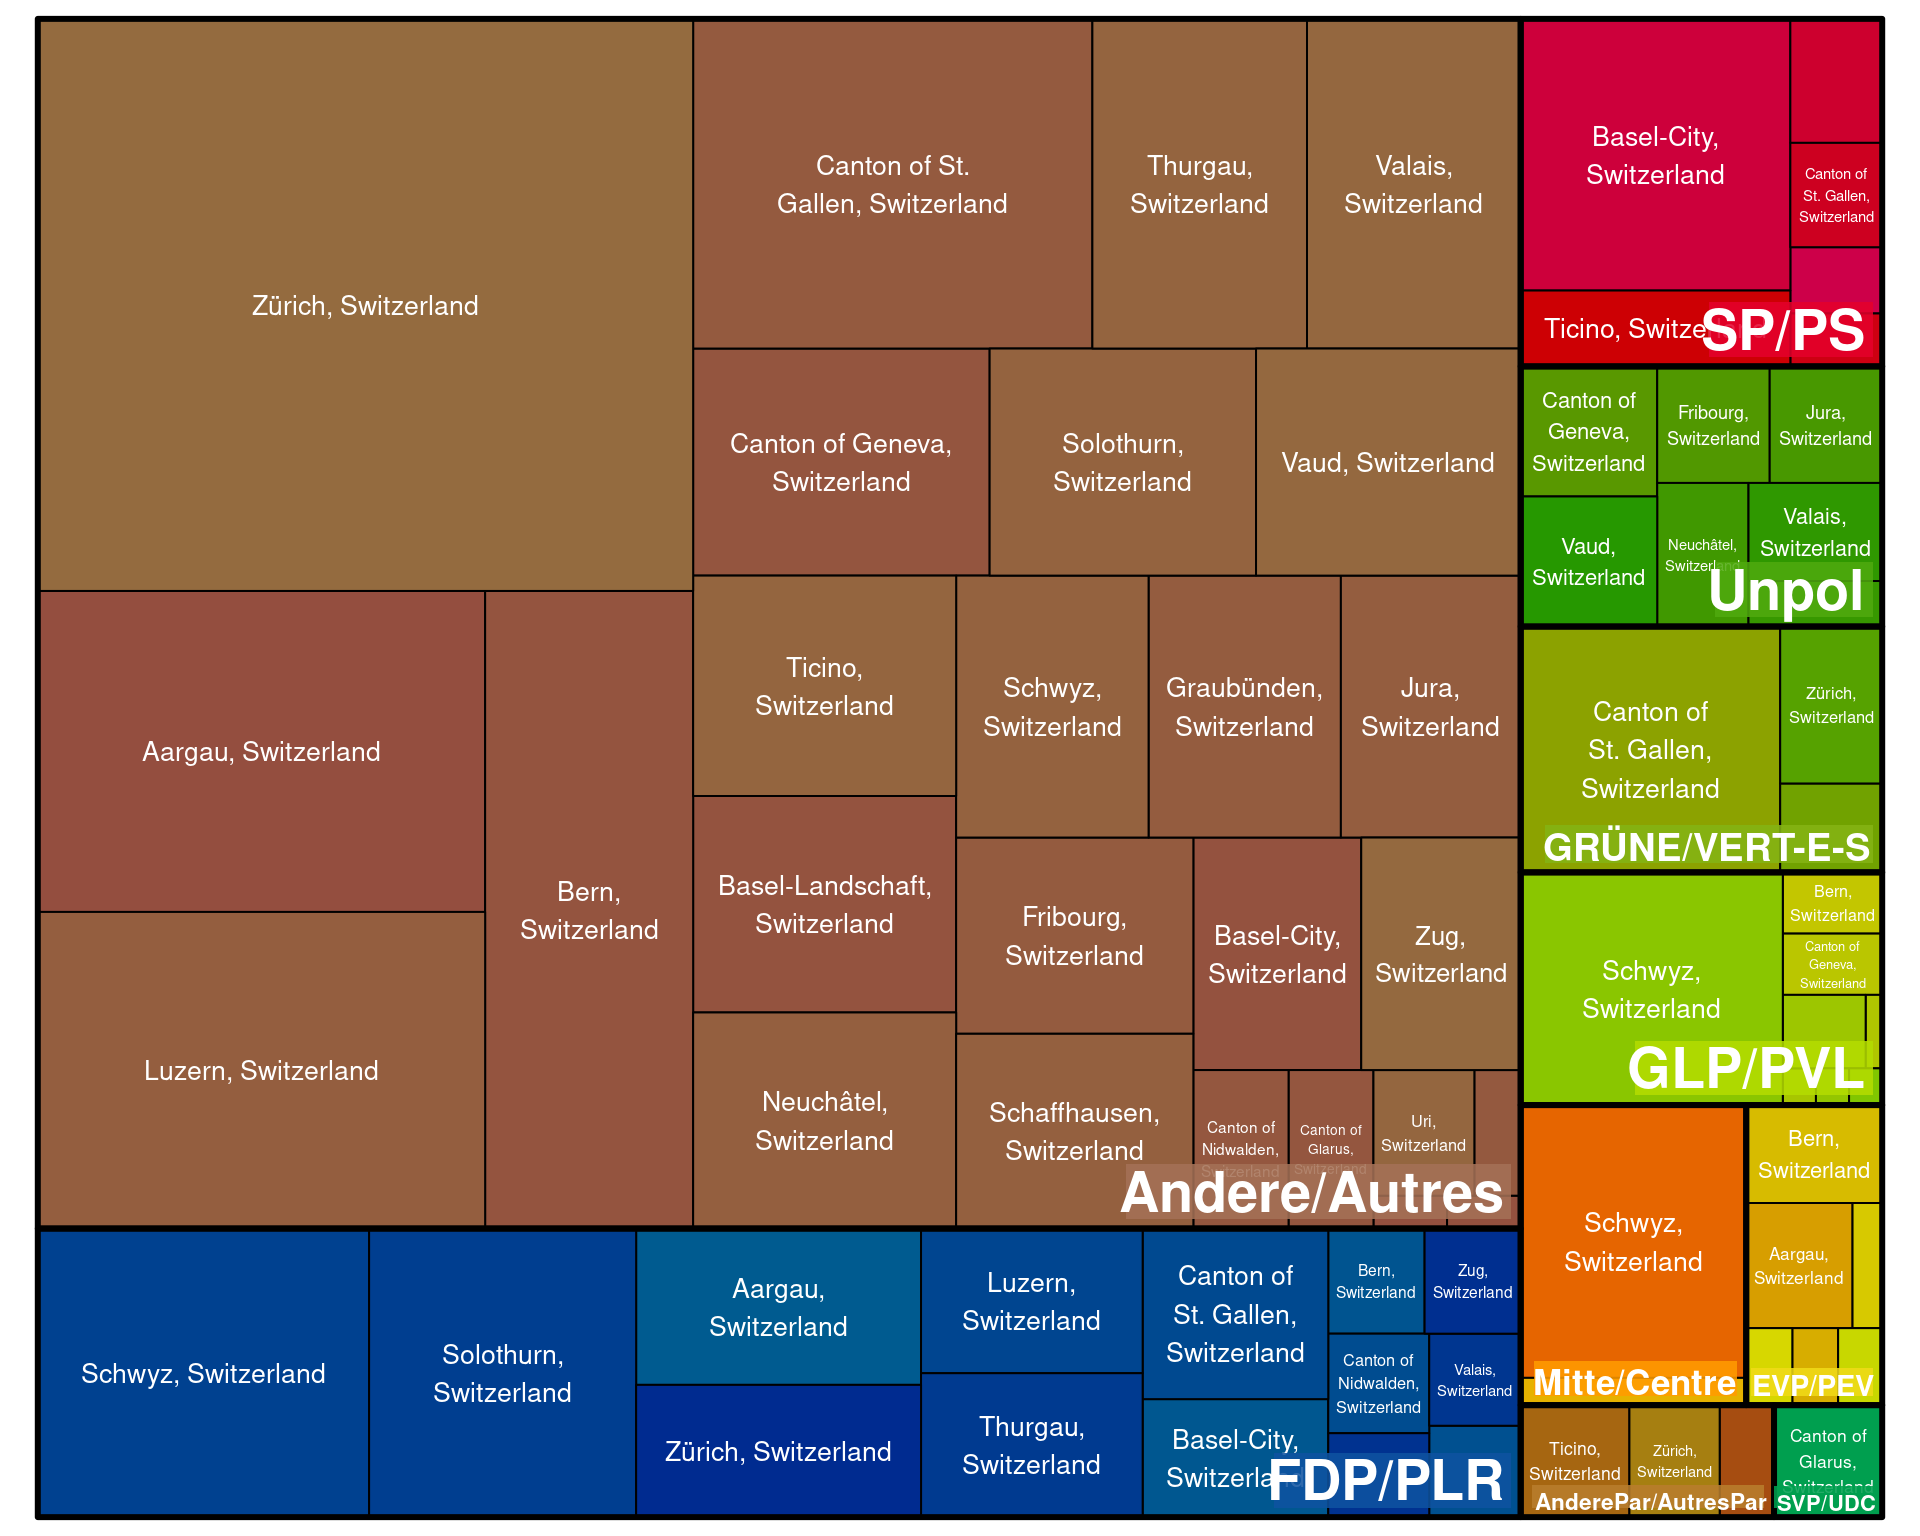 Zürich, Switzerland
Canton of St.
Gallen, Switzerland
Thurgau,
Switzerland
Valais,
Switzerland
Canton of Geneva,
Switzerland
Solothurn,
Switzerland
Vaud, Switzerland
Aargau, Switzerland
Bern,
Switzerland
Luzern, Switzerland
Ticino,
Switzerland
Schwyz,
Switzerland
Graubünden,
Switzerland
Jura,
Switzerland
Basel-Landschaft,
Switzerland
Neuchâtel,
Switzerland
Fribourg,
Switzerland
Basel-City,
Switzerland
Zug,
Switzerland
Schaffhausen,
Switzerland
Canton of
Nidwalden,
Switzerland
Canton of
Glarus,
Switzerland
Uri,
Switzerland
Andere/Autres
Schwyz, Switzerland
Solothurn,
Switzerland
Aargau,
Switzerland
Zürich, Switzerland
Luzern,
Switzerland
Thurgau,
Switzerland
Canton of
St. Gallen,
Switzerland
Basel-City,
Switzerland
Bern,
Switzerland
Zug,
Switzerland
Canton of
Nidwalden,
Switzerland
Valais,
Switzerland
FDP/PLR
Basel-City,
Switzerland
Canton of
St. Gallen,
Switzerland
Ticino, Switzerland
SP/PS
Canton of
Geneva,
Switzerland
Fribourg,
Switzerland
Jura,
Switzerland
Vaud,
Switzerland
Neuchâtel,
Switzerland
Valais,
Switzerland
Unpol
Canton of
St. Gallen,
Switzerland
Zürich,
Switzerland
GRÜNE/VERT-E-S
Schwyz,
Switzerland
Bern,
Switzerland
Canton of
Geneva,
Switzerland
GLP/PVL
Schwyz,
Switzerland
Mitte/Centre
Bern,
Switzerland
Aargau,
Switzerland
EVP/PEV
Ticino,
Switzerland
Zürich,
Switzerland
AnderePar/AutresPar
Canton of
Glarus,
Switzerland
SVP/UDC